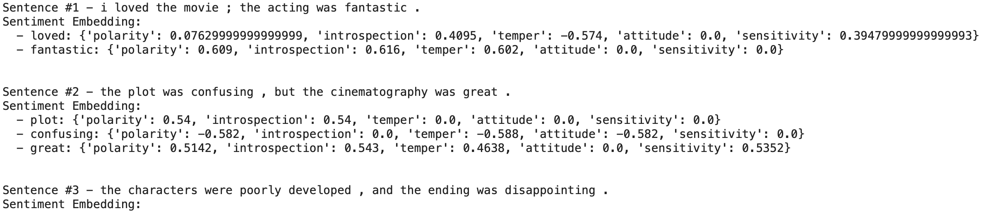 Sentence #1 – i loved the movie ; the acting was fantastic .
Sentiment Embedding:
– loved: {'polarity': 0.07629999999999999, 'introspection': 0.4095, 'temper': −0.574, 'attitude': 0.0, 'sensitivity': 0.39479999999999993}
– fantastic: {'polarity': 0.609, 'introspection': 0.616, 'temper': 0.602, 'attitude': 0.0, 'sensitivity': 0.0}
Sentence #2 – the plot was confusing , but the cinematography was great .
Sentiment Embedding:
– plot: {'polarity': 0.54, 'introspection': 0.54, 'temper': 0.0, 'attitude': 0.0, 'sensitivity': 0.0}
– confusing: {'polarity': −0.582, 'introspection': 0.0, 'temper': −0.588, 'attitude': −0.582, 'sensitivity': 0.0}
– great: {'polarity': 0.5142, 'introspection': 0.543, 'temper': 0.4638, 'attitude': 0.0, 'sensitivity': 0.5352}
Sentence #3 – the characters were poorly developed , and the ending was disappointing .
Sentiment Embedding: